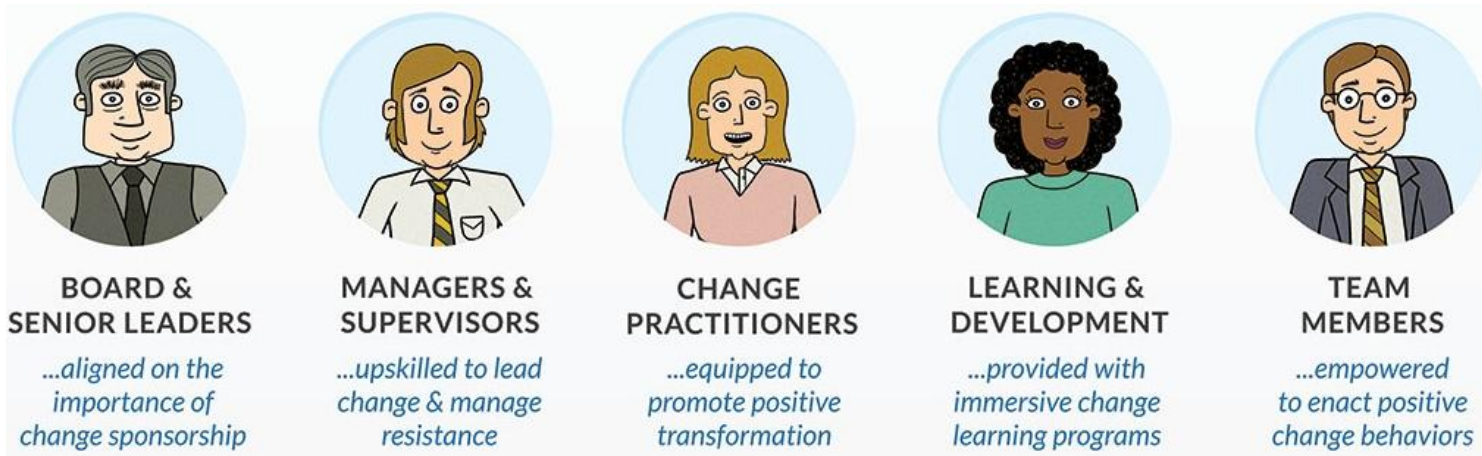 BOARD &
SENIOR LEADERS
...aligned on the
importance of
change sponsorship
MANAGERS &
SUPERVISORS
...upskilled to lead
change & manage
resistance
CHANGE
PRACTITIONERS
...equipped to
promote positive
transformation
LEARNING &
DEVELOPMENT
...provided with
immersive change
learning programs
TEAM
MEMBERS
...empowered
to enact positive
change behaviors